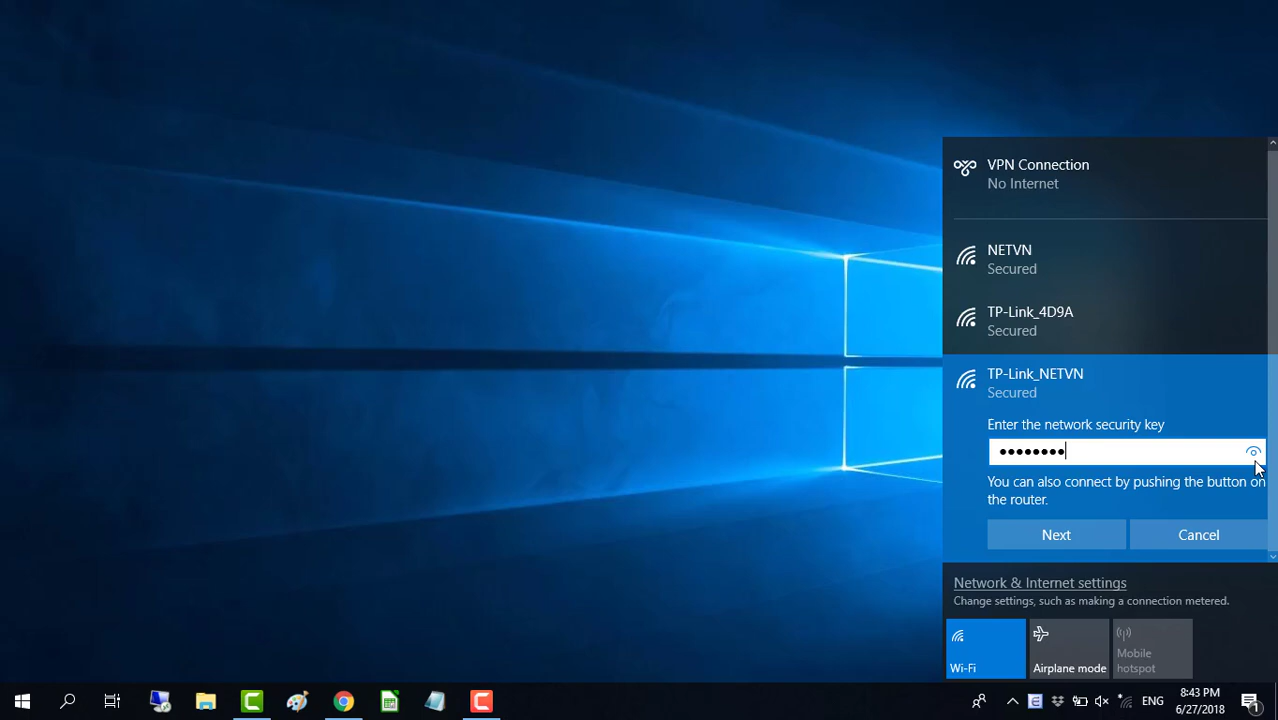 VPN Connection
No Internet
NETVN
Secured
TP-Link_4D9A
Secured
TP-Link_NETVN
Secured
Enter the network security key
••••••••
You can also connect by pushing the button on
the router.
Next
Cancel
Network & Internet settings
Change settings, such as making a connection metered.
Wi-Fi
Airplane mode
Mobile
hotspot
ENG
8:43 PM
6/27/2018
1